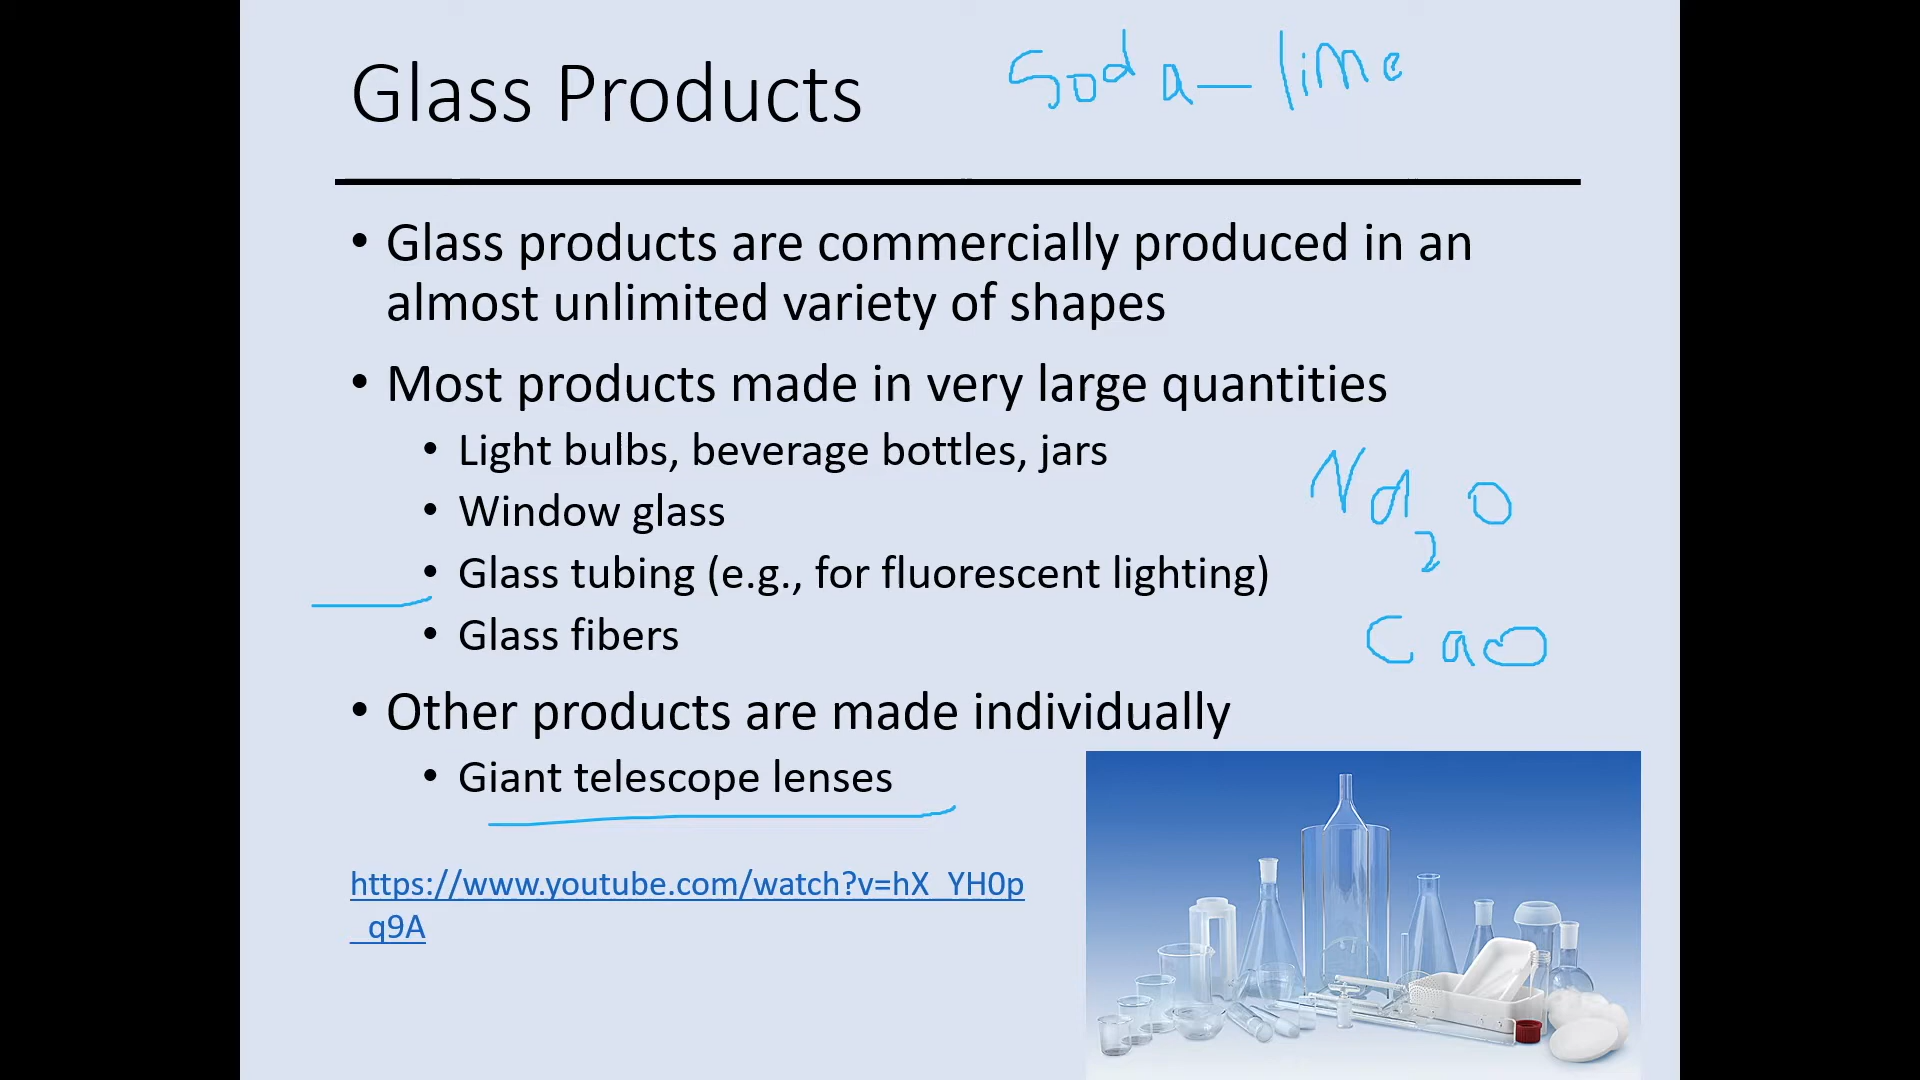 Glass Products
Soda-lime
• Glass products are commercially produced in an
almost unlimited variety of shapes
• Most products made in very large quantities
• Light bulbs, beverage bottles, jars
• Window glass
• Glass tubing (e.g., for fluorescent lighting)
• Glass fibers
Na2O
CaO
• Other products are made individually
• Giant telescope lenses
https://www.youtube.com/watch?v=hX_YH0p
_q9A